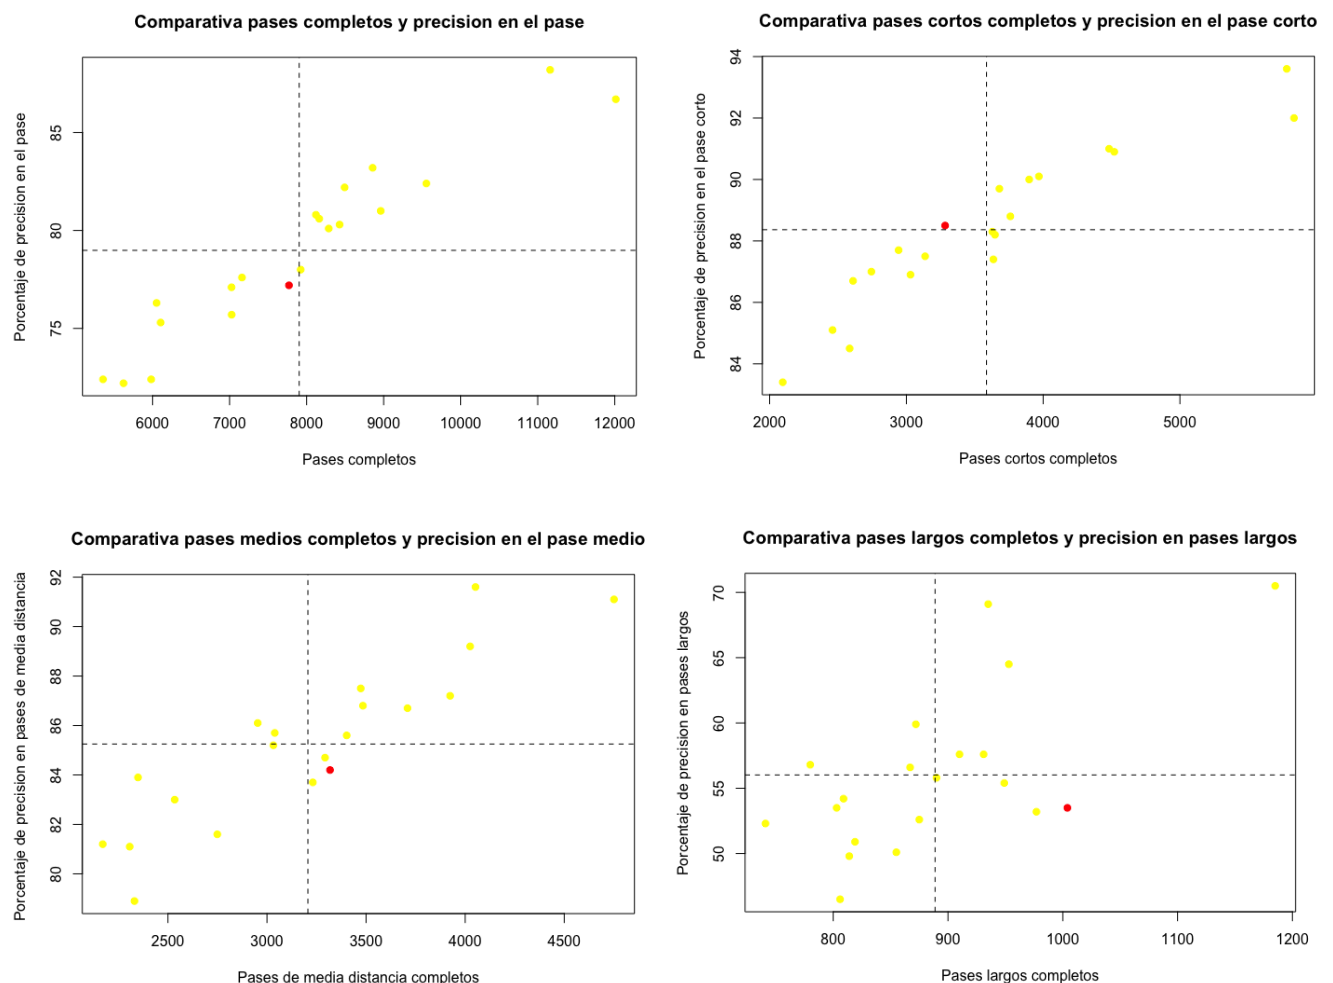 Comparativa pases completos y precision en el pase
Porcentaje de precision en el pase
85
80
75
6000 7000 8000 9000 10000 11000 12000
Pases completos
Comparativa pases cortos completos y precision en el pase corto
Porcentaje de precision en el pase corto
94
92
90
88
86
84
2000 3000 4000 5000
Pases cortos completos
Comparativa pases medios completos y precision en el pase medio
Porcentaje de precision en pases de media distancia
92
90
88
86
84
82
80
2500 3000 3500 4000 4500
Pases de media distancia completos
Comparativa pases largos completos y precision en pases largos
Porcentaje de precision en pases largos
70
65
60
55
50
800 900 1000 1100 1200
Pases largos completos